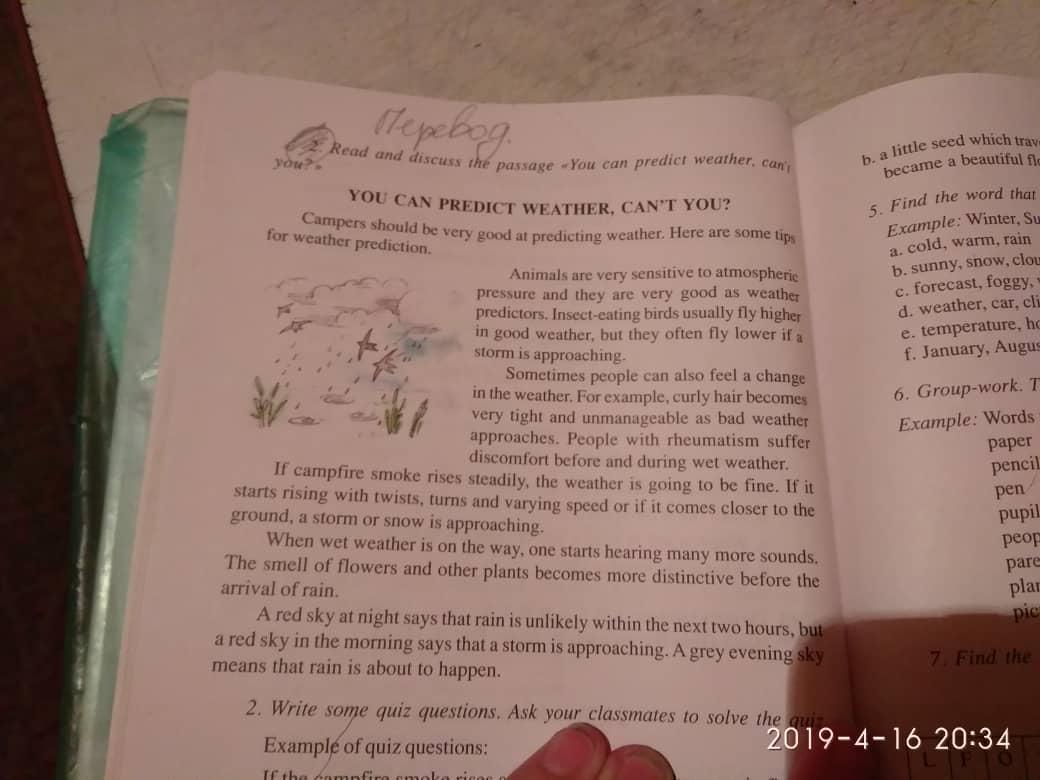 Перевод.
Read and discuss the passage «You can predict weather, can't
you?»
YOU CAN PREDICT WEATHER, CAN'T YOU?
Campers should be very good at predicting weather. Here are some tips
for weather prediction.
Animals are very sensitive to atmospheric
pressure and they are very good as weather
predictors. Insect-eating birds usually fly higher
in good weather, but they often fly lower if a
storm is approaching.
Sometimes people can also feel a change
in the weather. For example, curly hair becomes
very tight and unmanageable as bad weather
approaches. People with rheumatism suffer
discomfort before and during wet weather.
If campfire smoke rises steadily, the weather is going to be fine. If it
starts rising with twists, turns and varying speed or if it comes closer to the
ground, a storm or snow is approaching.
When wet weather is on the way, one starts hearing many more sounds.
The smell of flowers and other plants becomes more distinctive before the
arrival of rain.
A red sky at night says that rain is unlikely within the next two hours, but
a red sky in the morning says that a storm is approaching. A grey evening sky
means that rain is about to happen.
2. Write some quiz questions. Ask your classmates to solve the quiz
Example of quiz questions:
If the campfire smoke rises
b. a little seed which
became a beautiful
5. Find the word that
Example: Winter,
a. cold, warm, rain
b. sunny, snow,
c. forecast, foggy,
d. weather, car,
e. temperature,
f. January,
6. Group-work.
Example: Words
paper
pencil
pen
7. Find the
L F O
2019-4-16 20:34